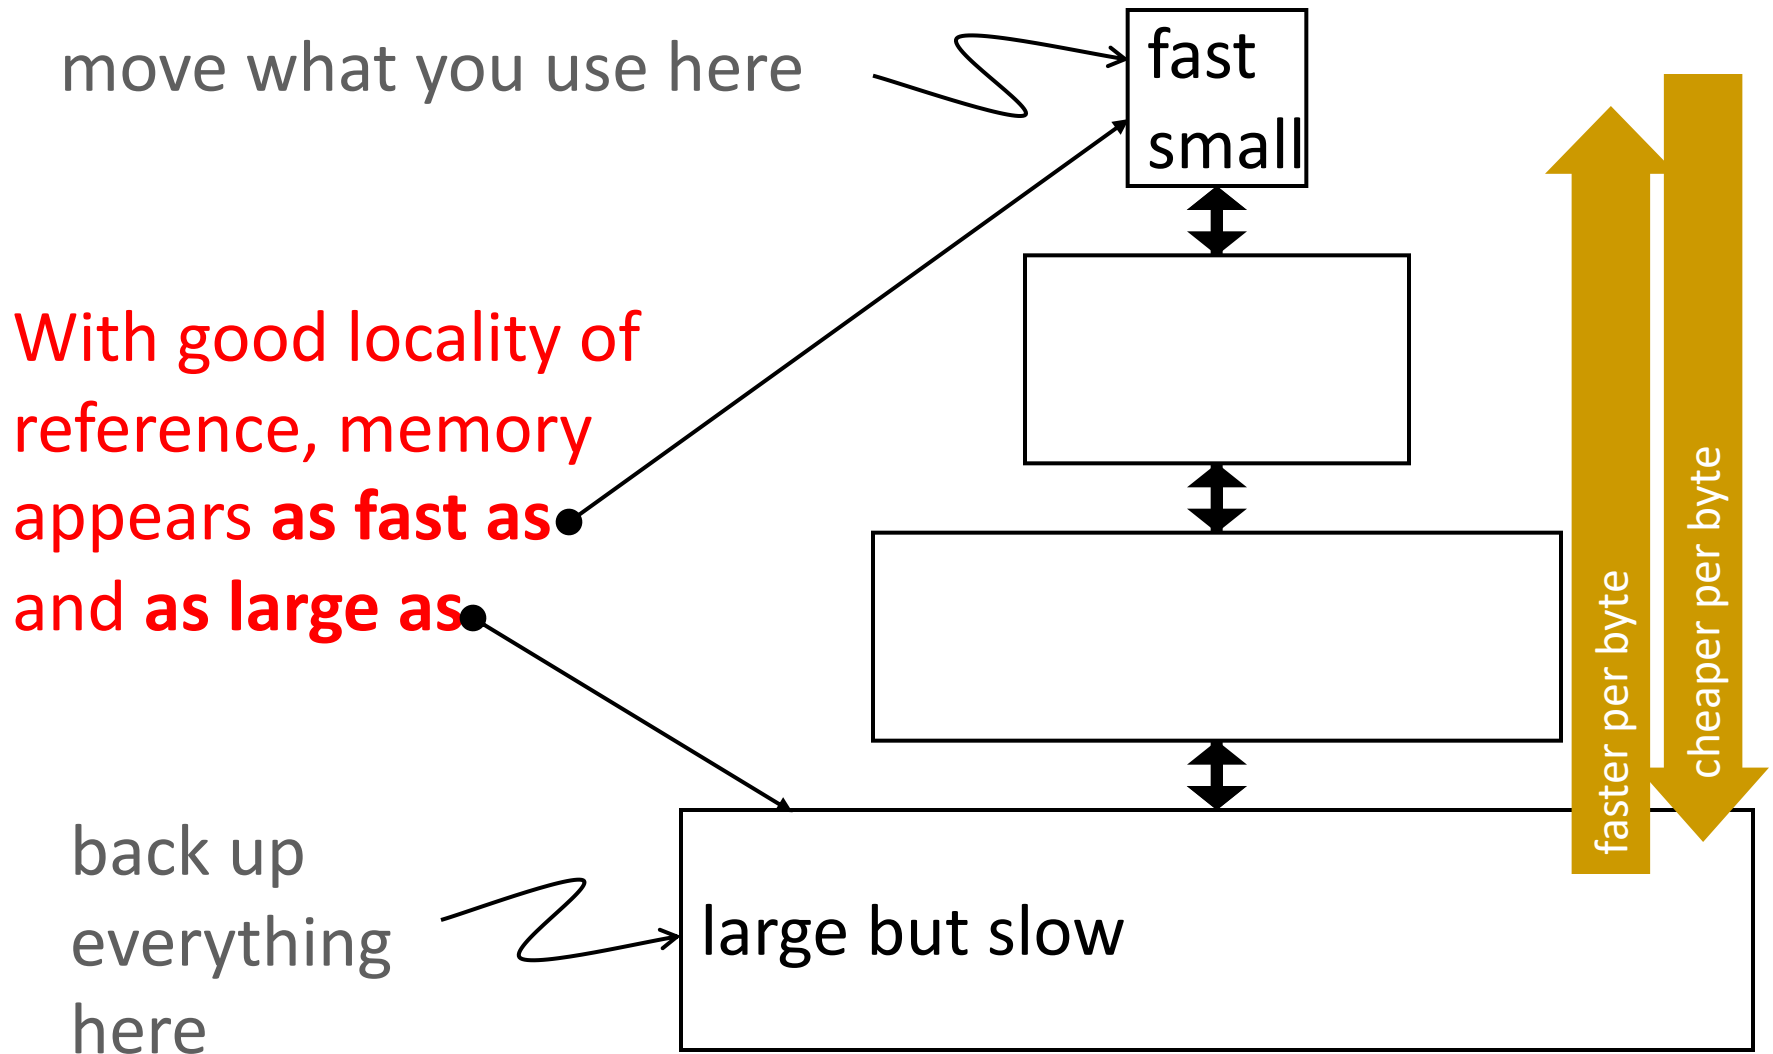 move what you use here
fast
small
With good locality of
reference, memory
appears as fast as
and as large as
faster per byte
cheaper per byte
back up
everything
here
large but slow